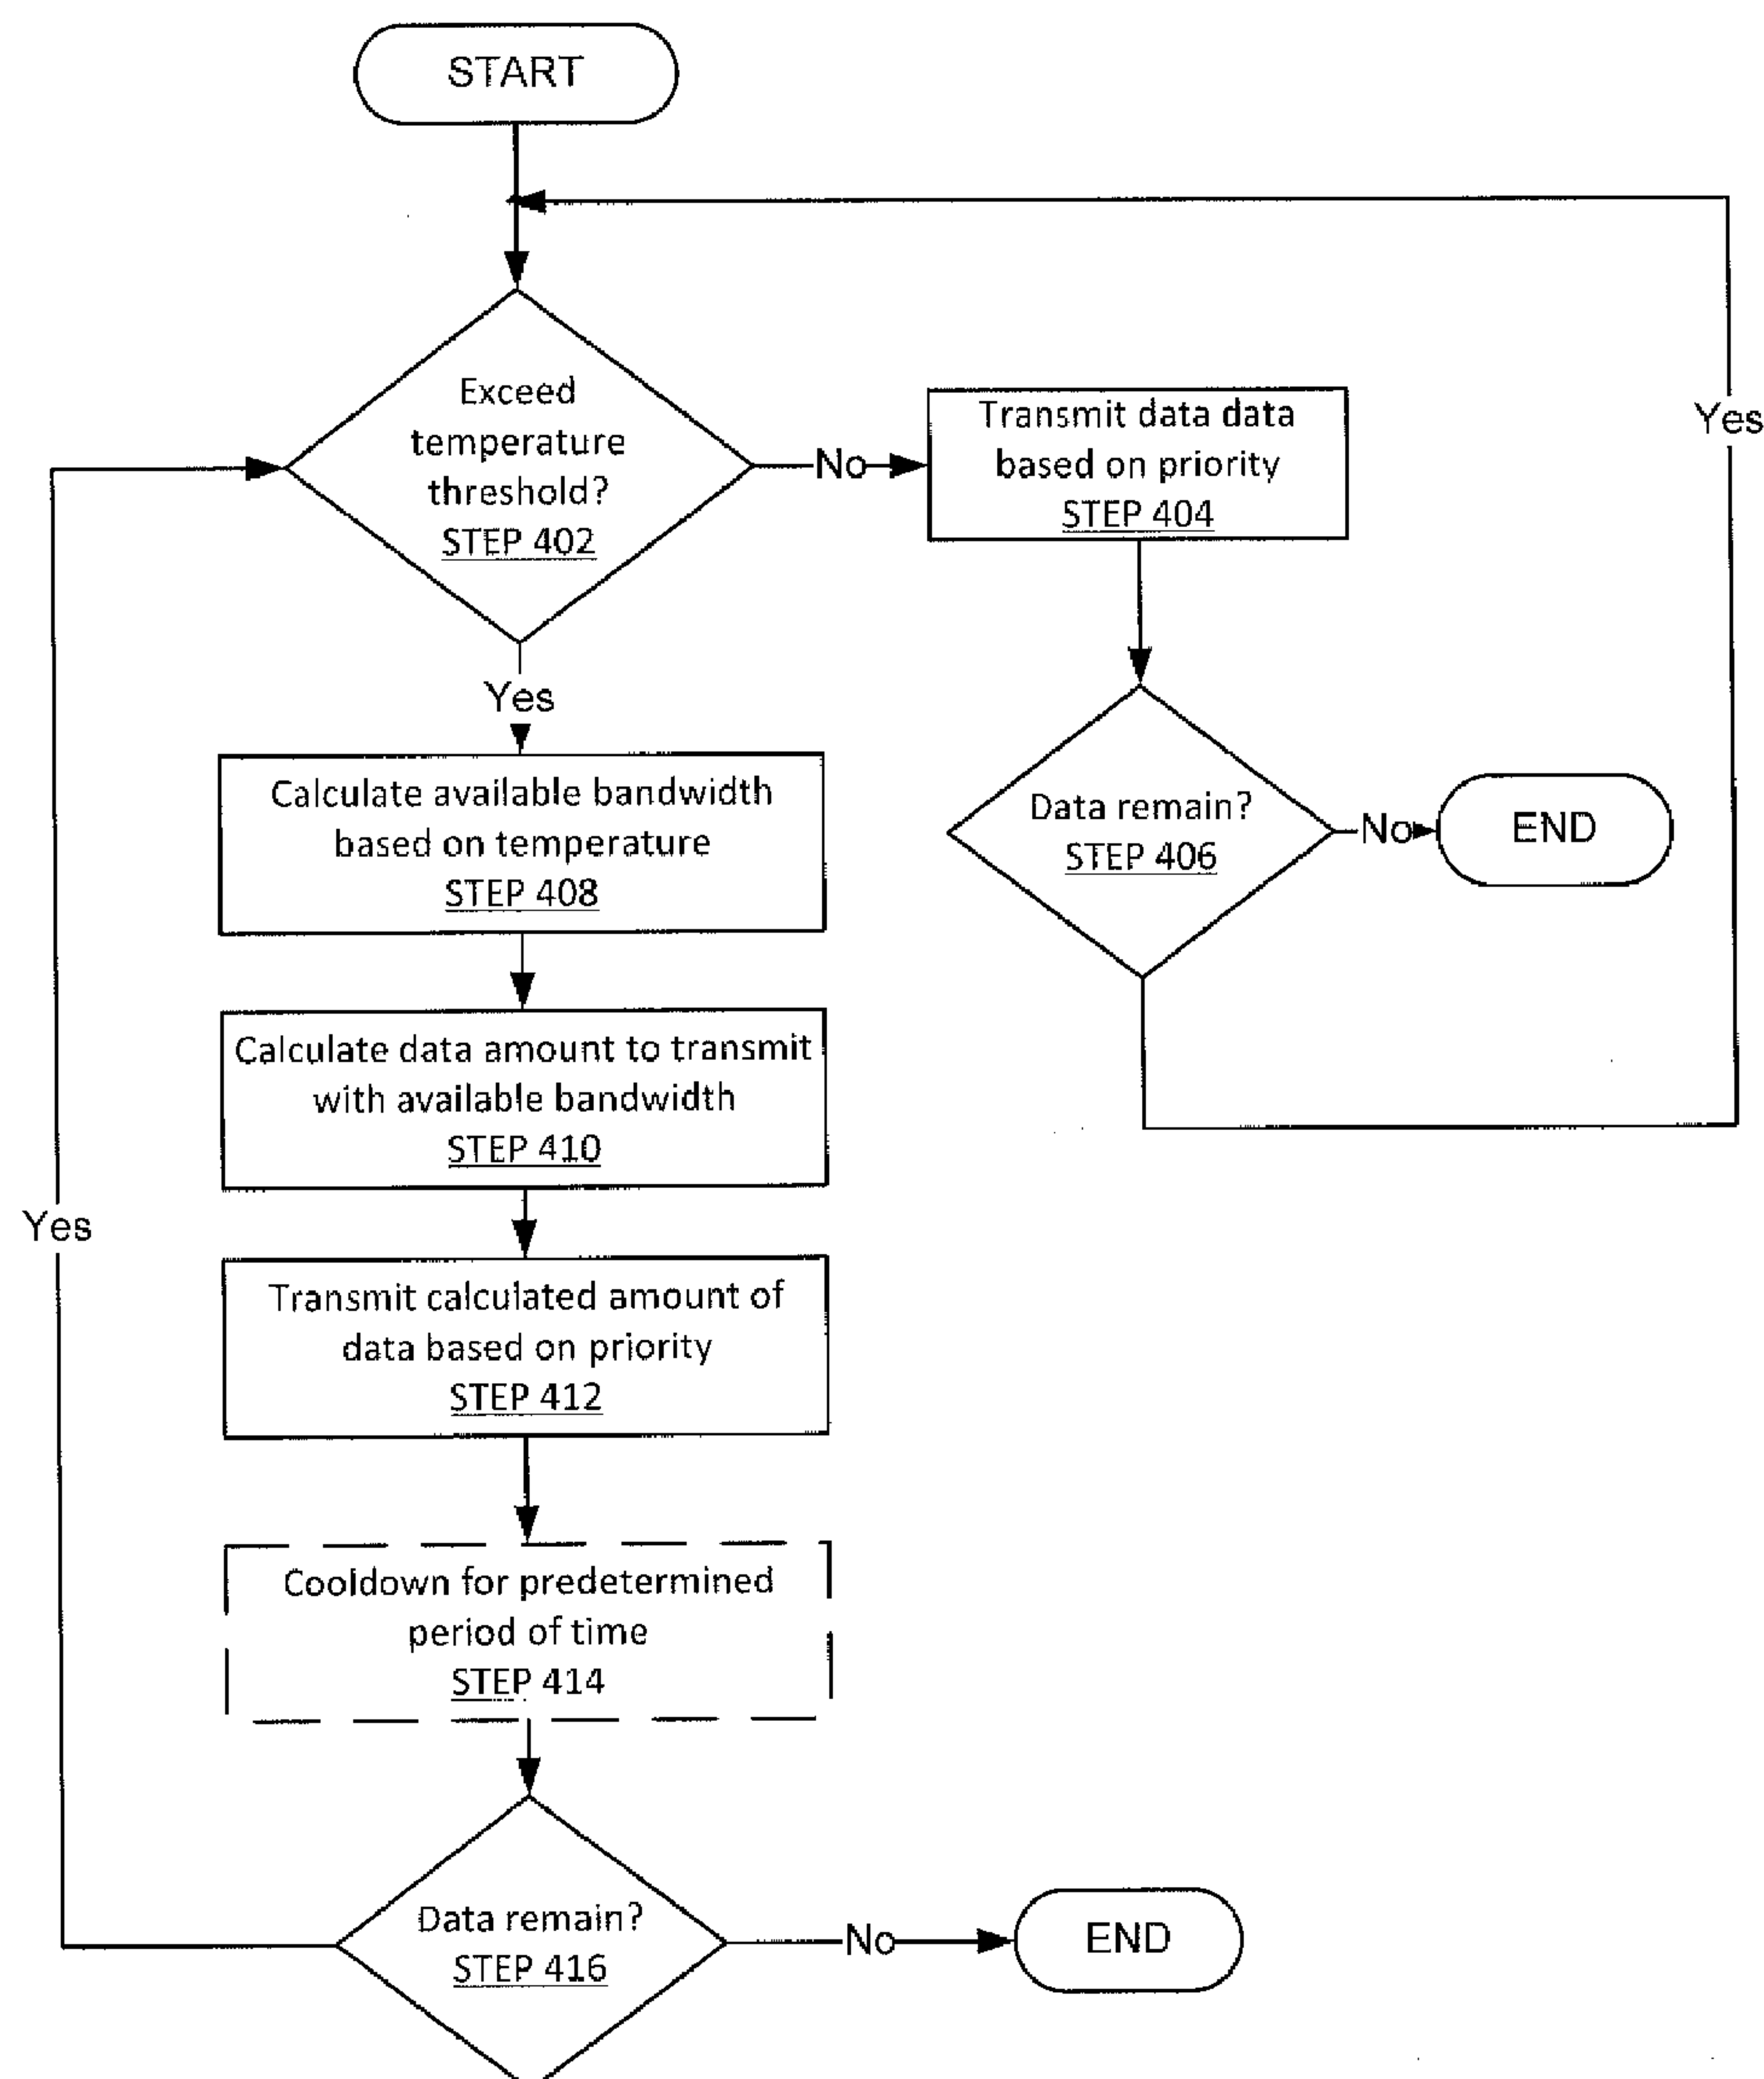 START
Exceed
temperature
threshold?
STEP 402
No
Transmit data data
based on priority
STEP 404
Yes
Yes
Data remain?
STEP 406
No
END
Calculate available bandwidth
based on temperature
STEP 408
Calculate data amount to transmit
with available bandwidth
STEP 410
Yes
Transmit calculated amount of
data based on priority
STEP 412
Cooldown for predetermined
period of time
STEP 414
Data remain?
STEP 416
No
END